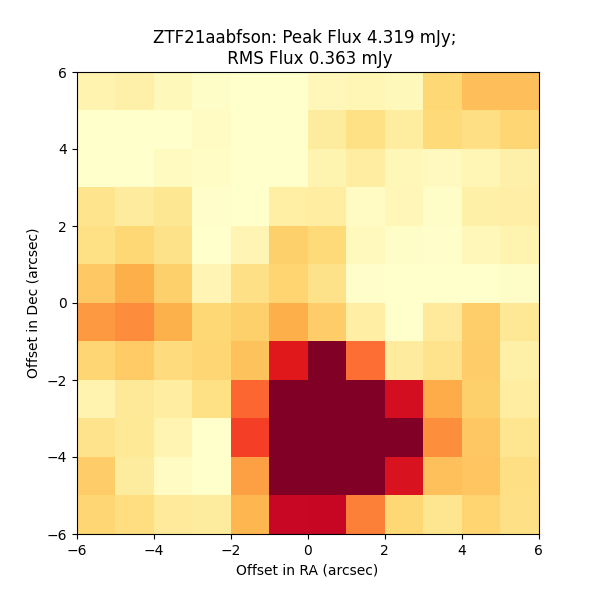 ZTF21aabfson: Peak Flux 4.319 mJy;
RMS Flux 0.363 mJy
6
4
2
0
−2
−4
−6
Offset in Dec (arcsec)
−6 −4 −2 0 2 4 6
Offset in RA (arcsec)